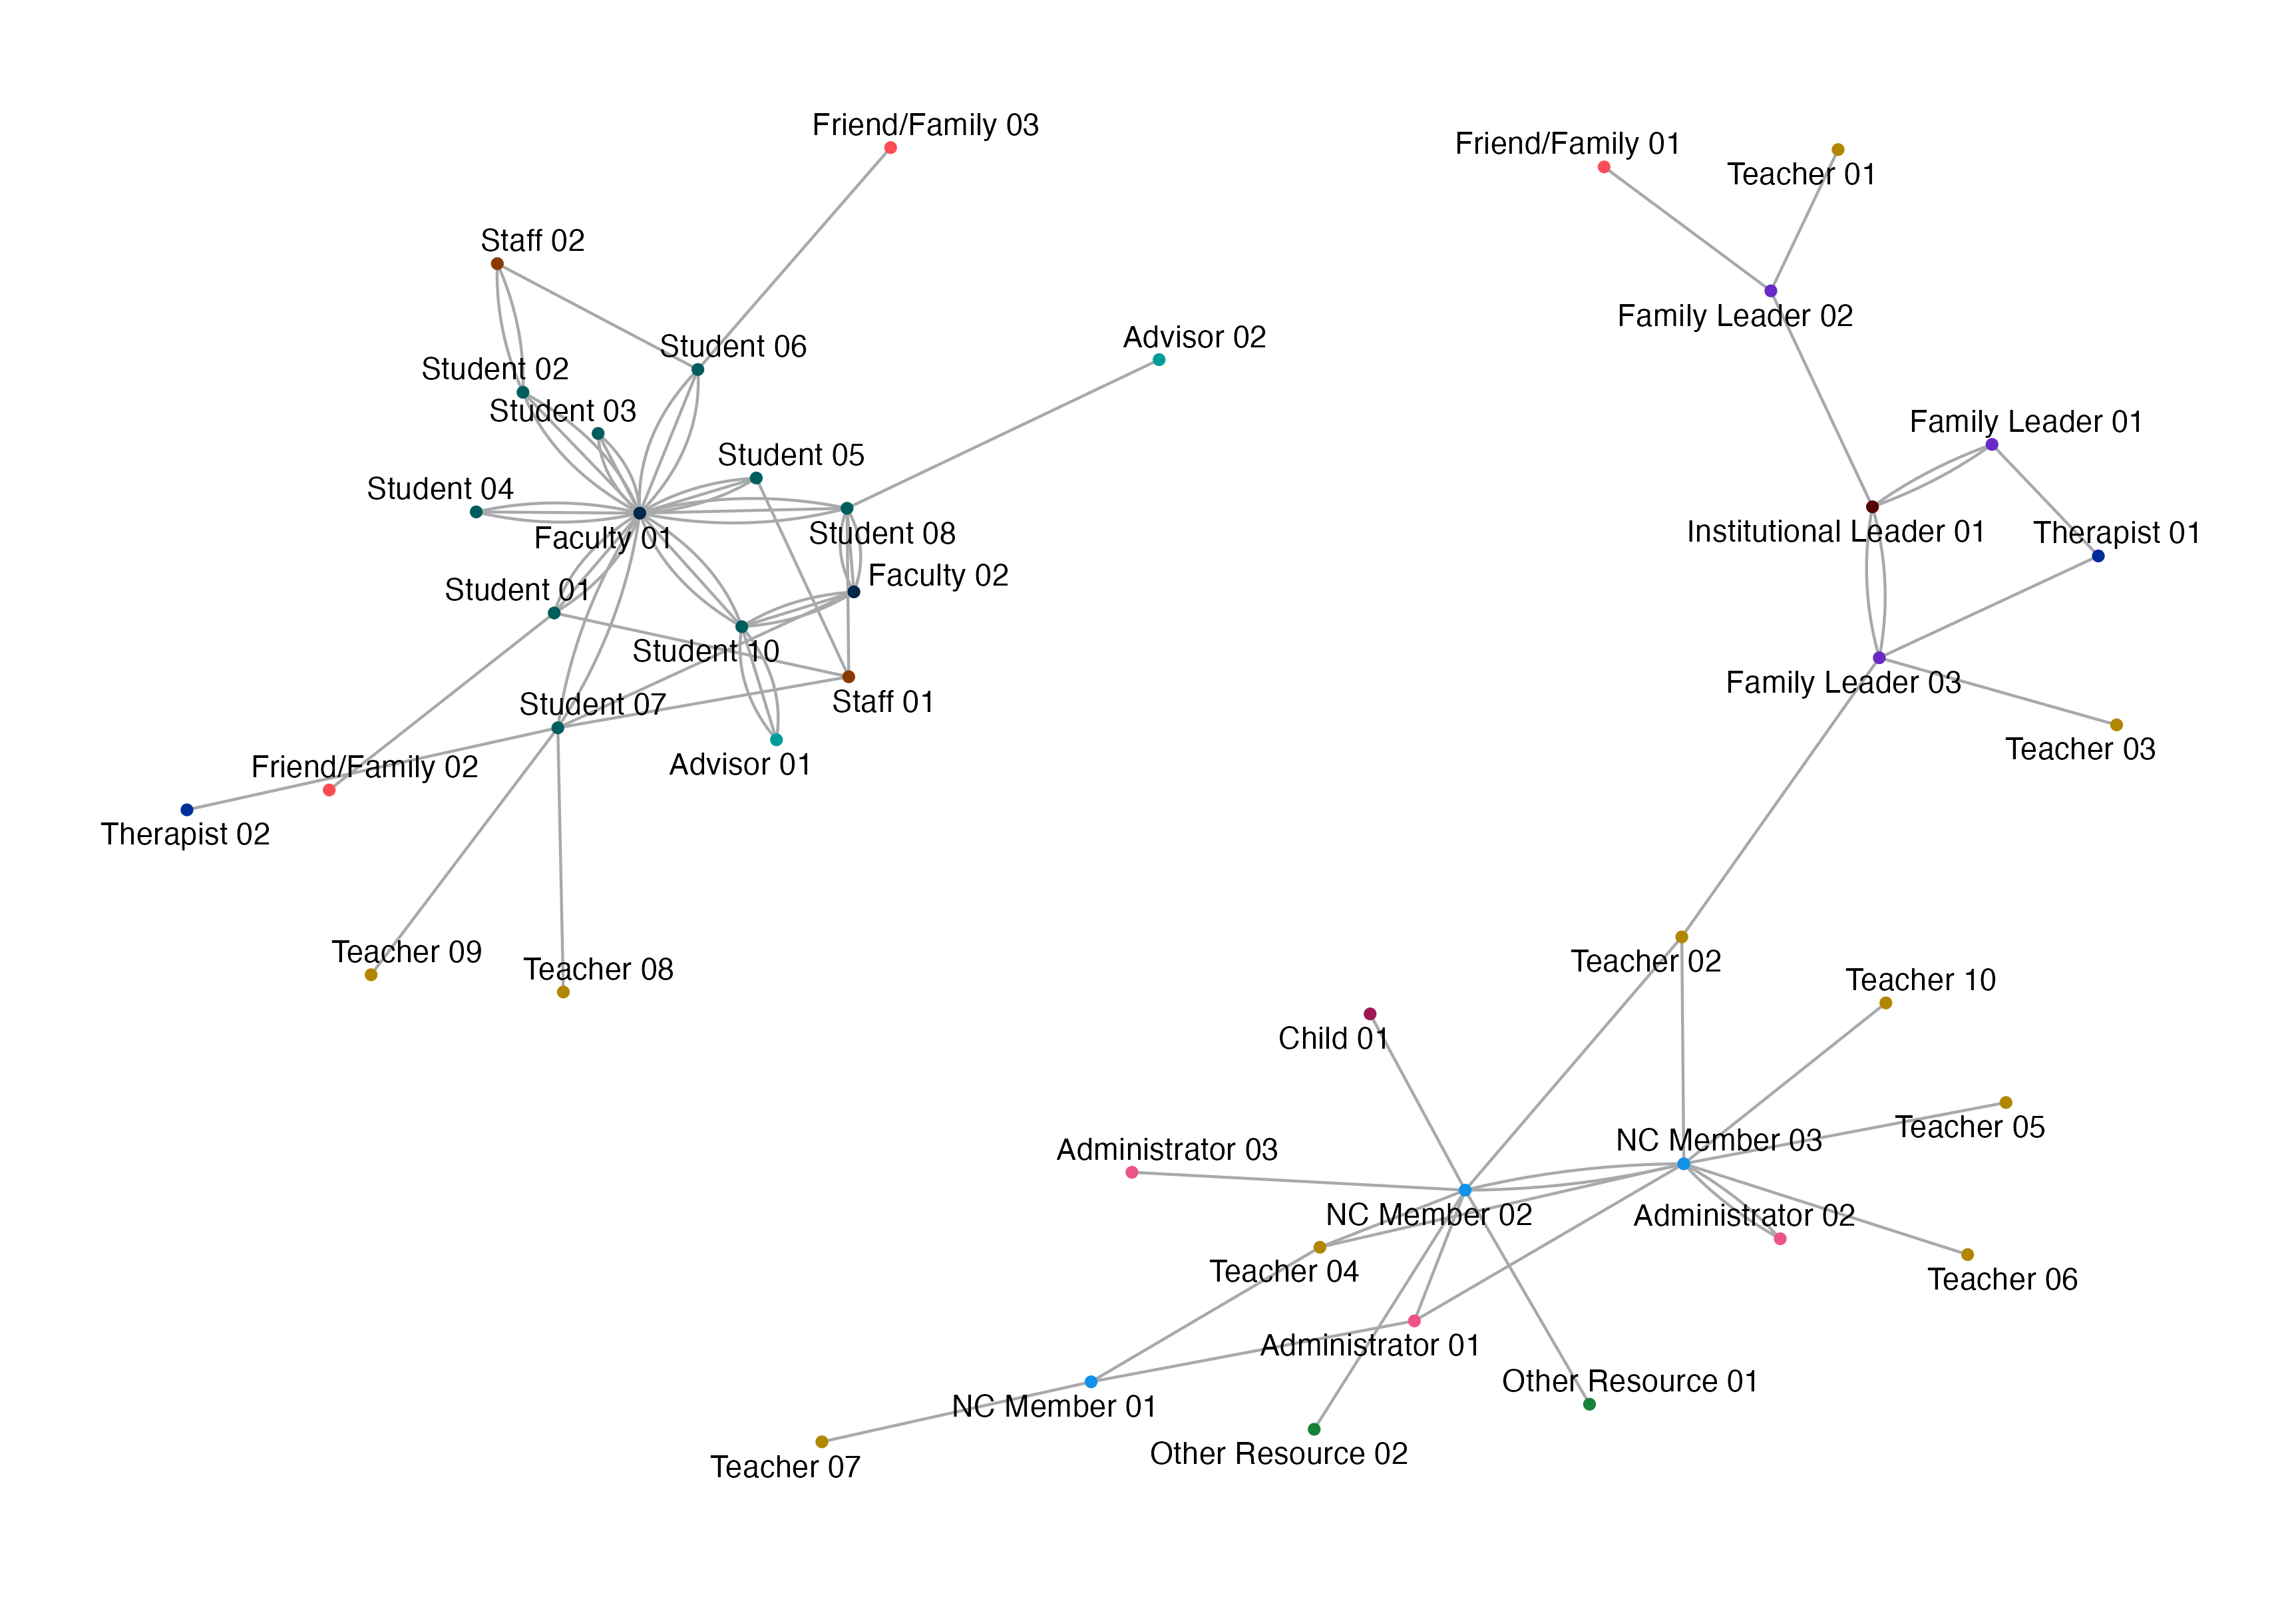 Friend/Family 03
Friend/Family 01
Teacher 01
Staff 02
Family Leader 02
Advisor 02
Student 06
Student 02
Student 03
Family Leader 01
Student 05
Student 04
Institutional Leader 01
Therapist 01
Student 08
Faculty 01
Faculty 02
Student 01
Student 10
Family Leader 03
Staff 01
Student 07
Teacher 03
Advisor 01
Friend/Family 02
Therapist 02
Teacher 09
Teacher 08
Teacher 02
Teacher 10
Child 01
Teacher 05
NC Member 03
Administrator 03
NC Member 02
Administrator 02
Teacher 04
Teacher 06
Administrator 01
Other Resource 01
NC Member 01
Other Resource 02
Teacher 07